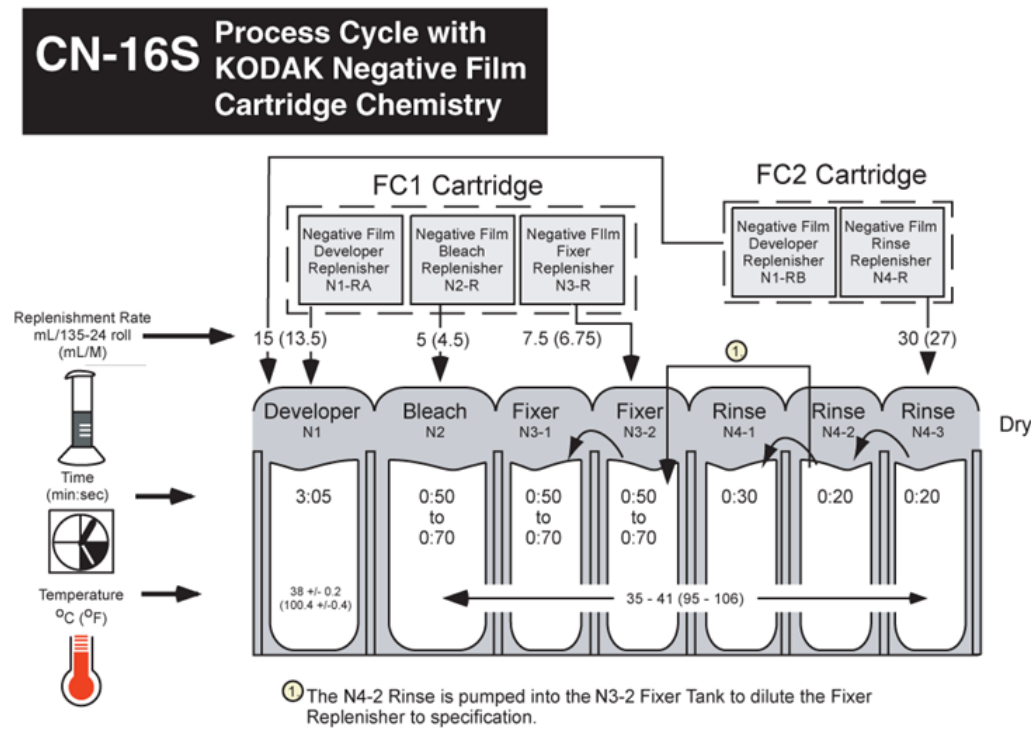 CN-16S
Process Cycle with
KODAK Negative Film
Cartridge Chemistry
FC1 Cartridge
FC2 Cartridge
Negative Film
Developer
Replenisher
N1-RA
Negative Film
Bleach
Replenisher
N2-R
Negative FIlm
Fixer
Replenisher
N3-R
Negative Film
Developer
Replenisher
N1-RB
Negative Film
Rinse
Replenisher
N4-R
Replenishment Rate
mL/135-24 roll
(mL/M)
15 (13.5)
5 (4.5)
7.5 (6.75)
1.
30 (27)
Developer
N1
Bleach
N2
Fixer
N3-1
Fixer
N3-2
Rinse
N4-1
Rinse
N4-2
Rinse
N4-3
Dry
Time
(min:sec)
3:05
0:50
to
0:70
0:50
to
0:70
0:50
to
0:70
0:30
0:20
0:20
Temperature
ºC (ºF)
38 +/- 0.2
(100.4 +/-0.4)
35 - 41 (95 - 106)
1. The N4-2 Rinse is pumped into the N3-2 Fixer Tank to dilute the Fixer
Replenisher to specification.